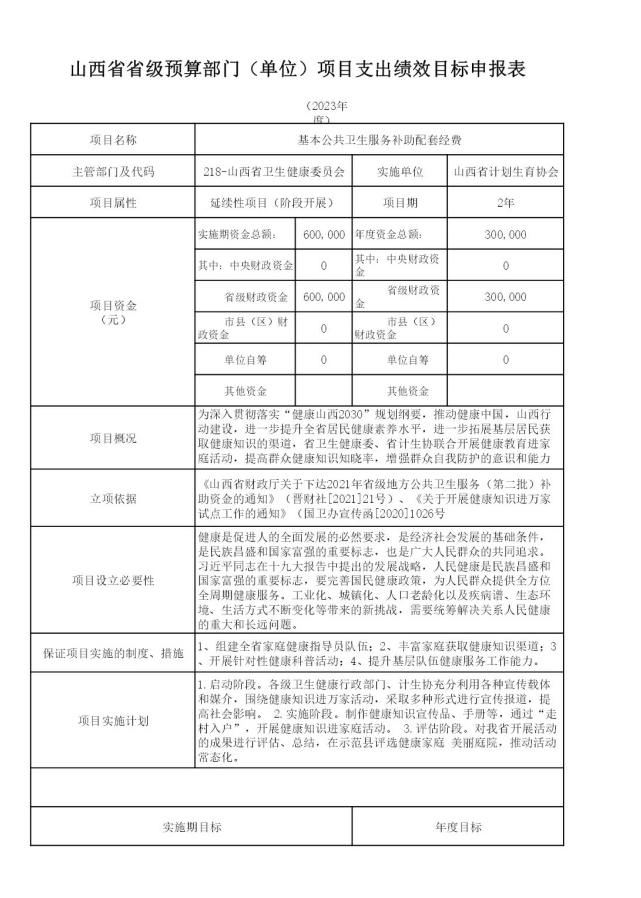 山西省省级预算部门（单位）项目支出绩效目标申报表
（2023年
度）
项目名称 基本公共卫生服务补助配套经费
主管部门及代码 218-山西省卫生健康委员会 实施单位 山西省计划生育协会
项目属性 延续性项目（阶段开展） 项目期 2年
项目资金
（元）
实施期资金总额： 600,000 年度资金总额： 300,000
其中：中央财政资金 0 其中：中央财政资
金 0
省级财政资金 600,000 省级财政资
金 300,000
市县（区）财
政资金 0 市县（区）
财政资金 0
单位自筹 0 单位自筹 0
其他资金 其他资金
项目概况
为深入贯彻落实“健康山西2030”规划纲要，推动健康中国，山西行
动建设，进一步提升全省居民健康素养水平，进一步拓展基层居民获
取健康知识的渠道，省卫生健康委、省计生协联合开展健康教育进家
庭活动，提高群众健康知识知晓率，增强群众自我防护的意识和能力
立项依据
《山西省财政厅关于下达2021年省级地方公共卫生服务（第二批）补
助资金的通知》（晋财社[2021]21号）、《关于开展健康知识进万家
试点工作的通知》（国卫办宣传函[2020]1026号
项目设立必要性
健康是促进人的全面发展的必然要求，是经济社会发展的基础条件，
是民族昌盛和国家富强的重要标志，也是广大人民群众的共同追求。
习近平同志在十九大报告中提出的发展战略，人民健康是民族昌盛和
国家富强的重要标志，要完善国民健康政策，为人民群众提供全方位
全周期健康服务。工业化、城镇化、人口老龄化以及疾病谱、生态环
境、生活方式不断变化等带来的新挑战，需要统筹解决关系人民健康
的重大和长远问题。
保证项目实施的制度、措施
1、组建全省家庭健康指导员队伍；2、丰富家庭获取健康知识渠道；3
、开展针对性健康科普活动；4、提升基层队伍健康服务工作能力。
项目实施计划
1.启动阶段。各级卫生健康行政部门、计生协充分利用各种宣传载体
和媒介，围绕健康知识进万家活动，采取多种形式进行宣传报道，提
高社会影响。 2.实施阶段。制作健康知识宣传品、手册等，通过“走
村入户”，开展健康知识进家庭活动。 3.评估阶段。对我省开展活动
的成果进行评估、总结，在示范县评选健康家庭 美丽庭院，推动活动
常态化。
实施期目标 年度目标